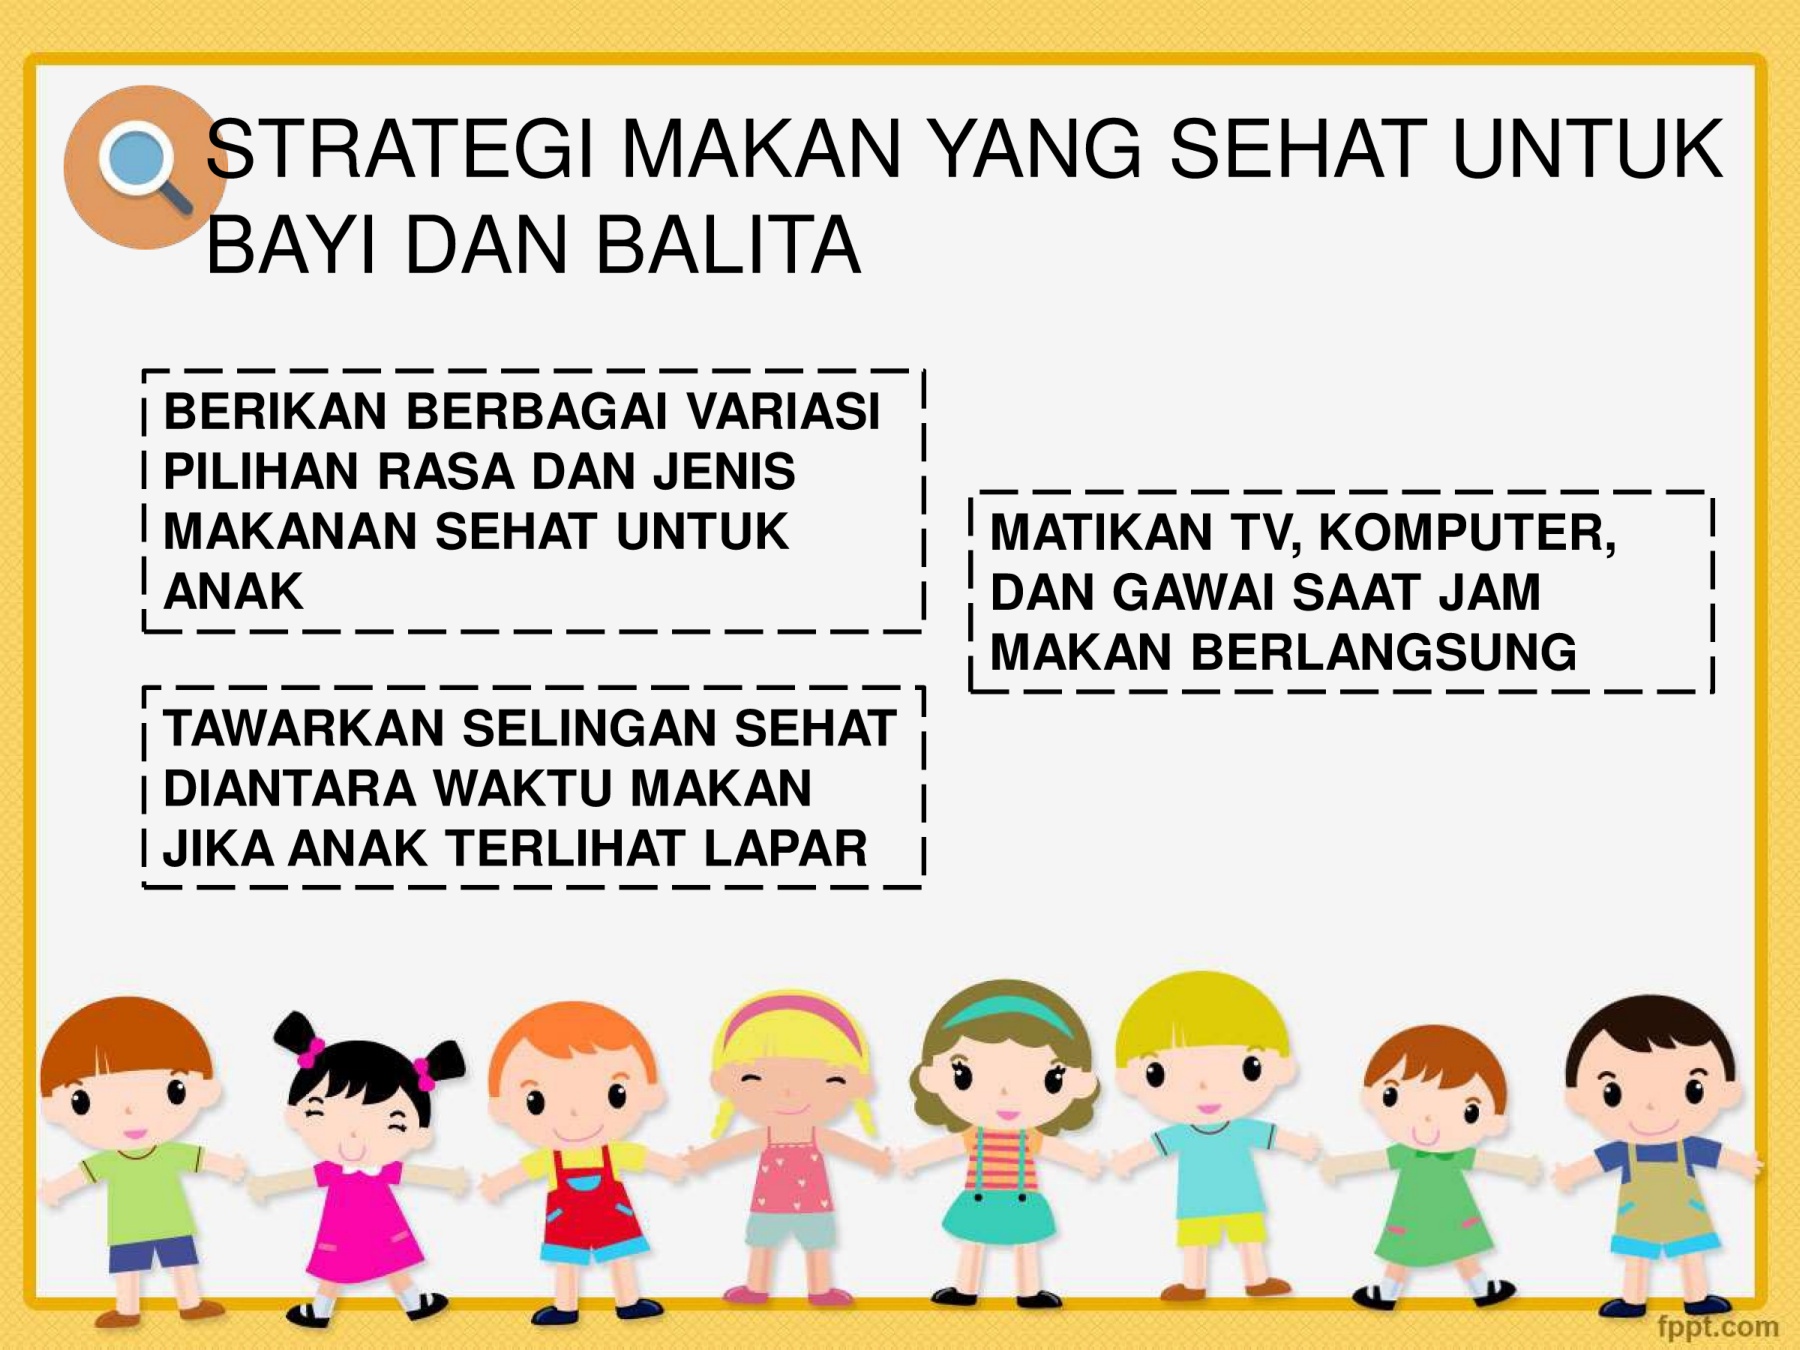 STRATEGI MAKAN YANG SEHAT UNTUK
BAYI DAN BALITA
BERIKAN BERBAGAI VARIASI
PILIHAN RASA DAN JENIS
MAKANAN SEHAT UNTUK
ANAK
TAWARKAN SELINGAN SEHAT
DIANTARA WAKTU MAKAN
JIKA ANAK TERLIHAT LAPAR
MATIKAN TV, KOMPUTER,
DAN GAWAI SAAT JAM
MAKAN BERLANGSUNG
fppt.com